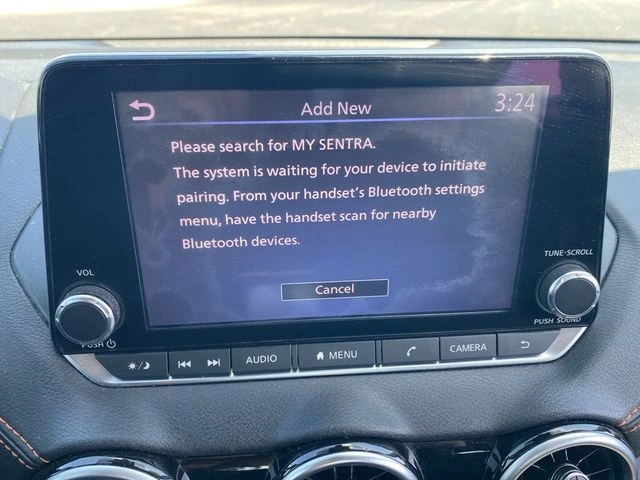 Add New
3:24
Please search for MY SENTRA.
The system is waiting for your device to initiate
pairing. From your handset's Bluetooth settings
menu, have the handset scan for nearby
Bluetooth devices.
Cancel
VOL
PUSH
TUNE·SCROLL
PUSH SOUND
AUDIO
MENU
CAMERA